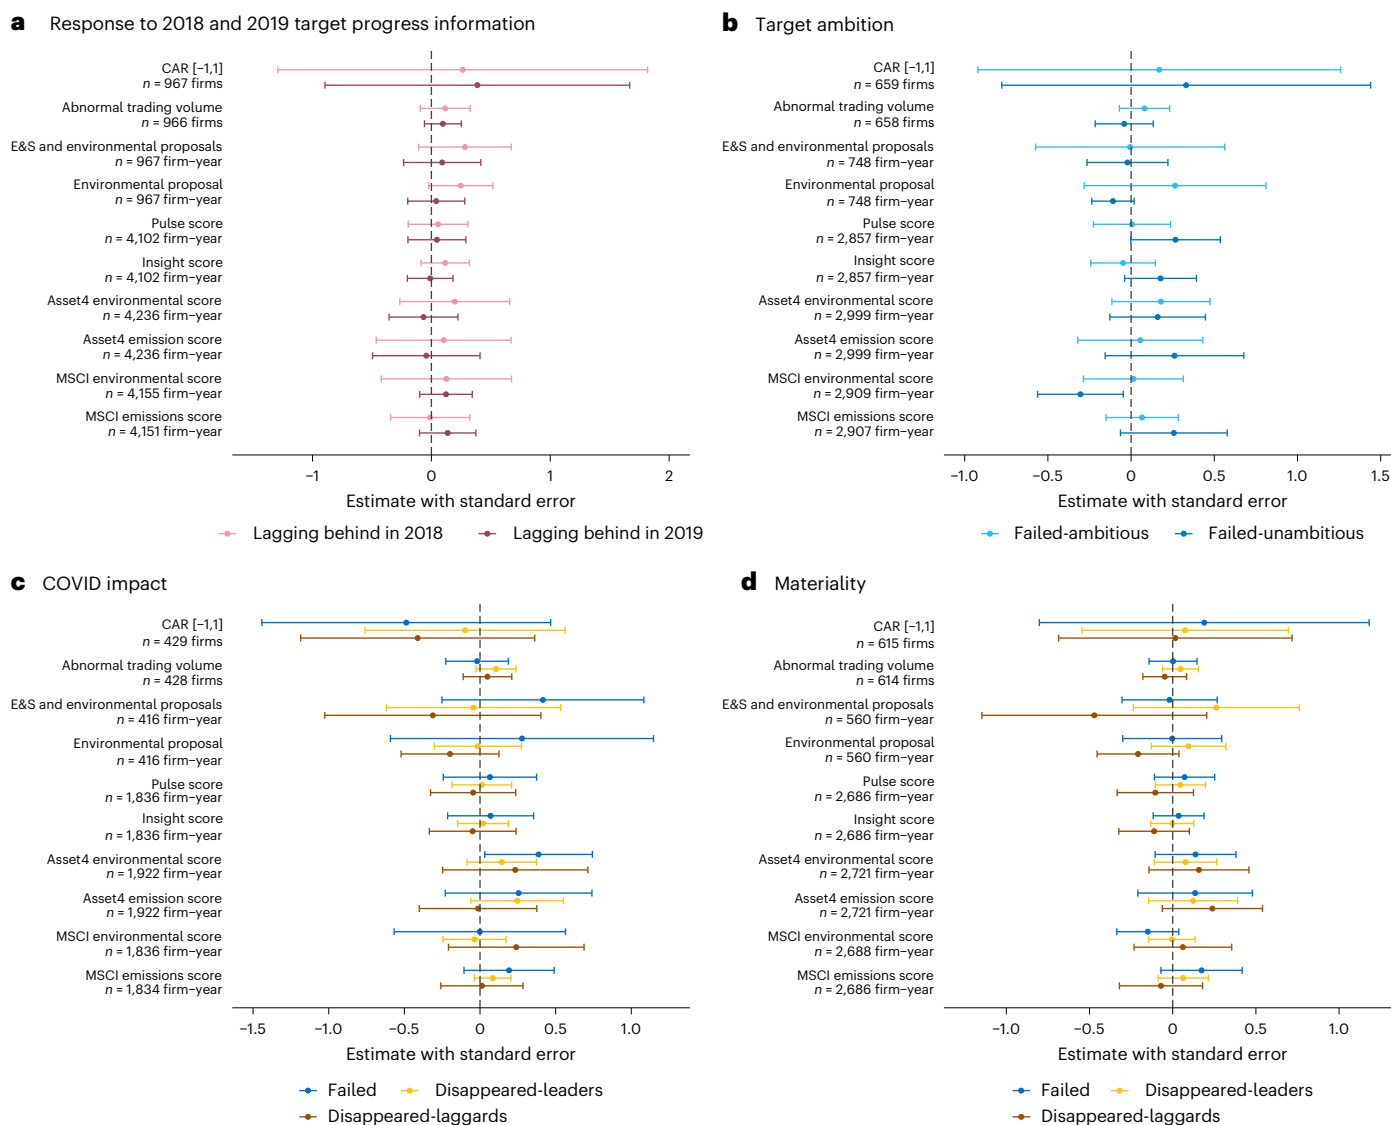 a Response to 2018 and 2019 target progress information
CAR [−1,1]
n = 967 firms
Abnormal trading volume
n = 966 firms
E&S and environmental proposals
n = 967 firm−year
Environmental proposal
n = 967 firm−year
Pulse score
n = 4,102 firm−year
Insight score
n = 4,102 firm−year
Asset4 environmental score
n = 4,236 firm−year
Asset4 emission score
n = 4,236 firm−year
MSCI environmental score
n = 4,155 firm−year
MSCI emissions score
n = 4,151 firm−year
−1 0 1 2
Estimate with standard error
Lagging behind in 2018 Lagging behind in 2019
b Target ambition
CAR [−1,1]
n = 659 firms
Abnormal trading volume
n = 658 firms
E&S and environmental proposals
n = 748 firm−year
Environmental proposal
n = 748 firm−year
Pulse score
n = 2,857 firm−year
Insight score
n = 2,857 firm−year
Asset4 environmental score
n = 2,999 firm−year
Asset4 emission score
n = 2,999 firm−year
MSCI environmental score
n = 2,909 firm−year
MSCI emissions score
n = 2,907 firm−year
−1.0 −0.5 0 0.5 1.0 1.5
Estimate with standard error
Failed-ambitious Failed-unambitious
c COVID impact
CAR [−1,1]
n = 429 firms
Abnormal trading volume
n = 428 firms
E&S and environmental proposals
n = 416 firm−year
Environmental proposal
n = 416 firm−year
Pulse score
n = 1,836 firm−year
Insight score
n = 1,836 firm−year
Asset4 environmental score
n = 1,922 firm−year
Asset4 emission score
n = 1,922 firm−year
MSCI environmental score
n = 1,836 firm−year
MSCI emissions score
n = 1,834 firm−year
−1.5 −1.0 −0.5 0 0.5 1.0
Estimate with standard error
Failed Disappeared-leaders
Disappeared-laggards
d Materiality
CAR [−1,1]
n = 615 firms
Abnormal trading volume
n = 614 firms
E&S and environmental proposals
n = 560 firm−year
Environmental proposal
n = 560 firm−year
Pulse score
n = 2,686 firm−year
Insight score
n = 2,686 firm−year
Asset4 environmental score
n = 2,721 firm−year
Asset4 emission score
n = 2,721 firm−year
MSCI environmental score
n = 2,688 firm−year
MSCI emissions score
n = 2,686 firm−year
−1.0 −0.5 0 0.5 1.0
Estimate with standard error
Failed Disappeared-leaders
Disappeared-laggards